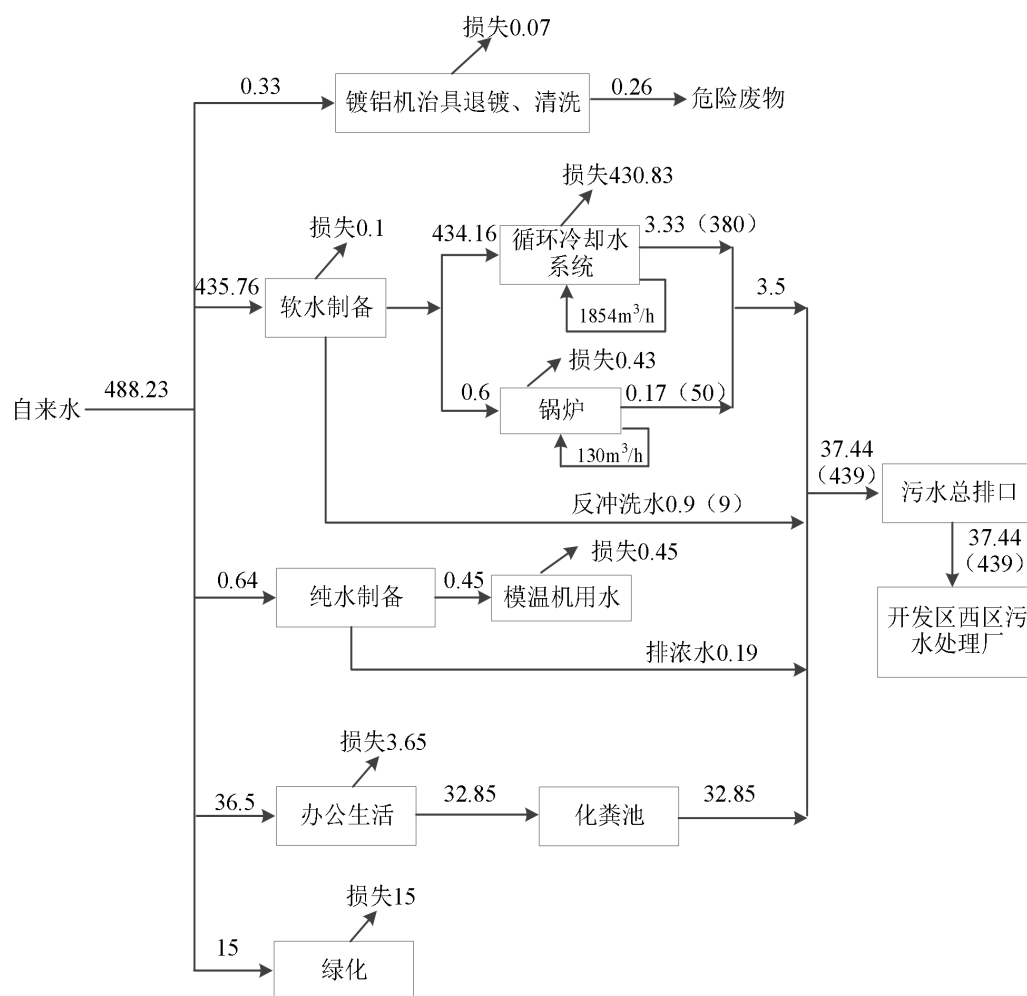 损失0.07
0.33
镀铝机治具退镀、清洗
0.26
危险废物
损失430.83
损失0.1
434.16
循环冷却水
系统
3.33（380）
435.76
软水制备
3.5
1854m³/h
损失0.43
488.23
自来水
0.6
锅炉
0.17（50）
130m³/h
37.44
（439）
污水总排口
反冲洗水0.9（9）
37.44
（439）
损失0.45
0.64
纯水制备
0.45
模温机用水
开发区西区污
水处理厂
排浓水0.19
损失3.65
36.5
办公生活
32.85
化粪池
32.85
损失15
15
绿化